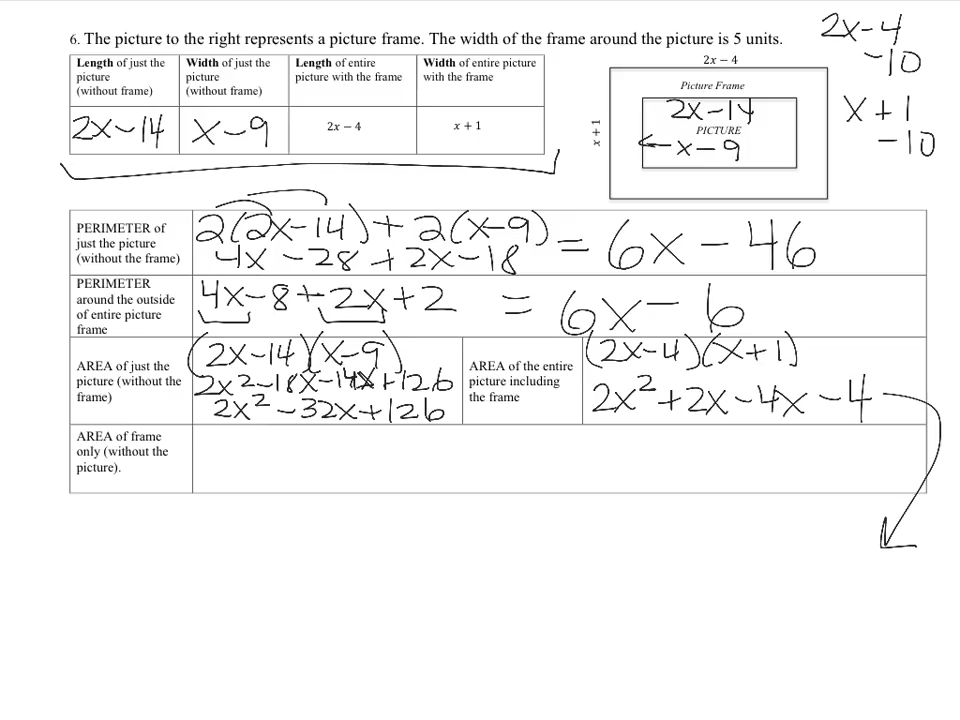 6. The picture to the right represents a picture frame. The width of the frame around the picture is 5 units.
2x-4
-10
x+1
-10
Length of just the picture (without frame)
Width of just the picture (without frame)
Length of entire picture with the frame
Width of entire picture with the frame
2x-14
x-9
2x – 4
x + 1
2x – 4
Picture Frame
2x-14
PICTURE
x-9
x + 1
PERIMETER of
just the picture
(without the frame)
2(2x-14)+2(x-9)
4x-28+2x-18
= 6x-46
PERIMETER
around the outside
of entire picture
frame
4x-8+2x+2 = 6x-6
AREA of just the
picture (without the
frame)
(2x-14)(x-9)
2x²-18x-14x+126
2x²-32x+126
AREA of the entire
picture including
the frame
(2x-4)(x+1)
2x²+2x-4x-4
AREA of frame
only (without the
picture).